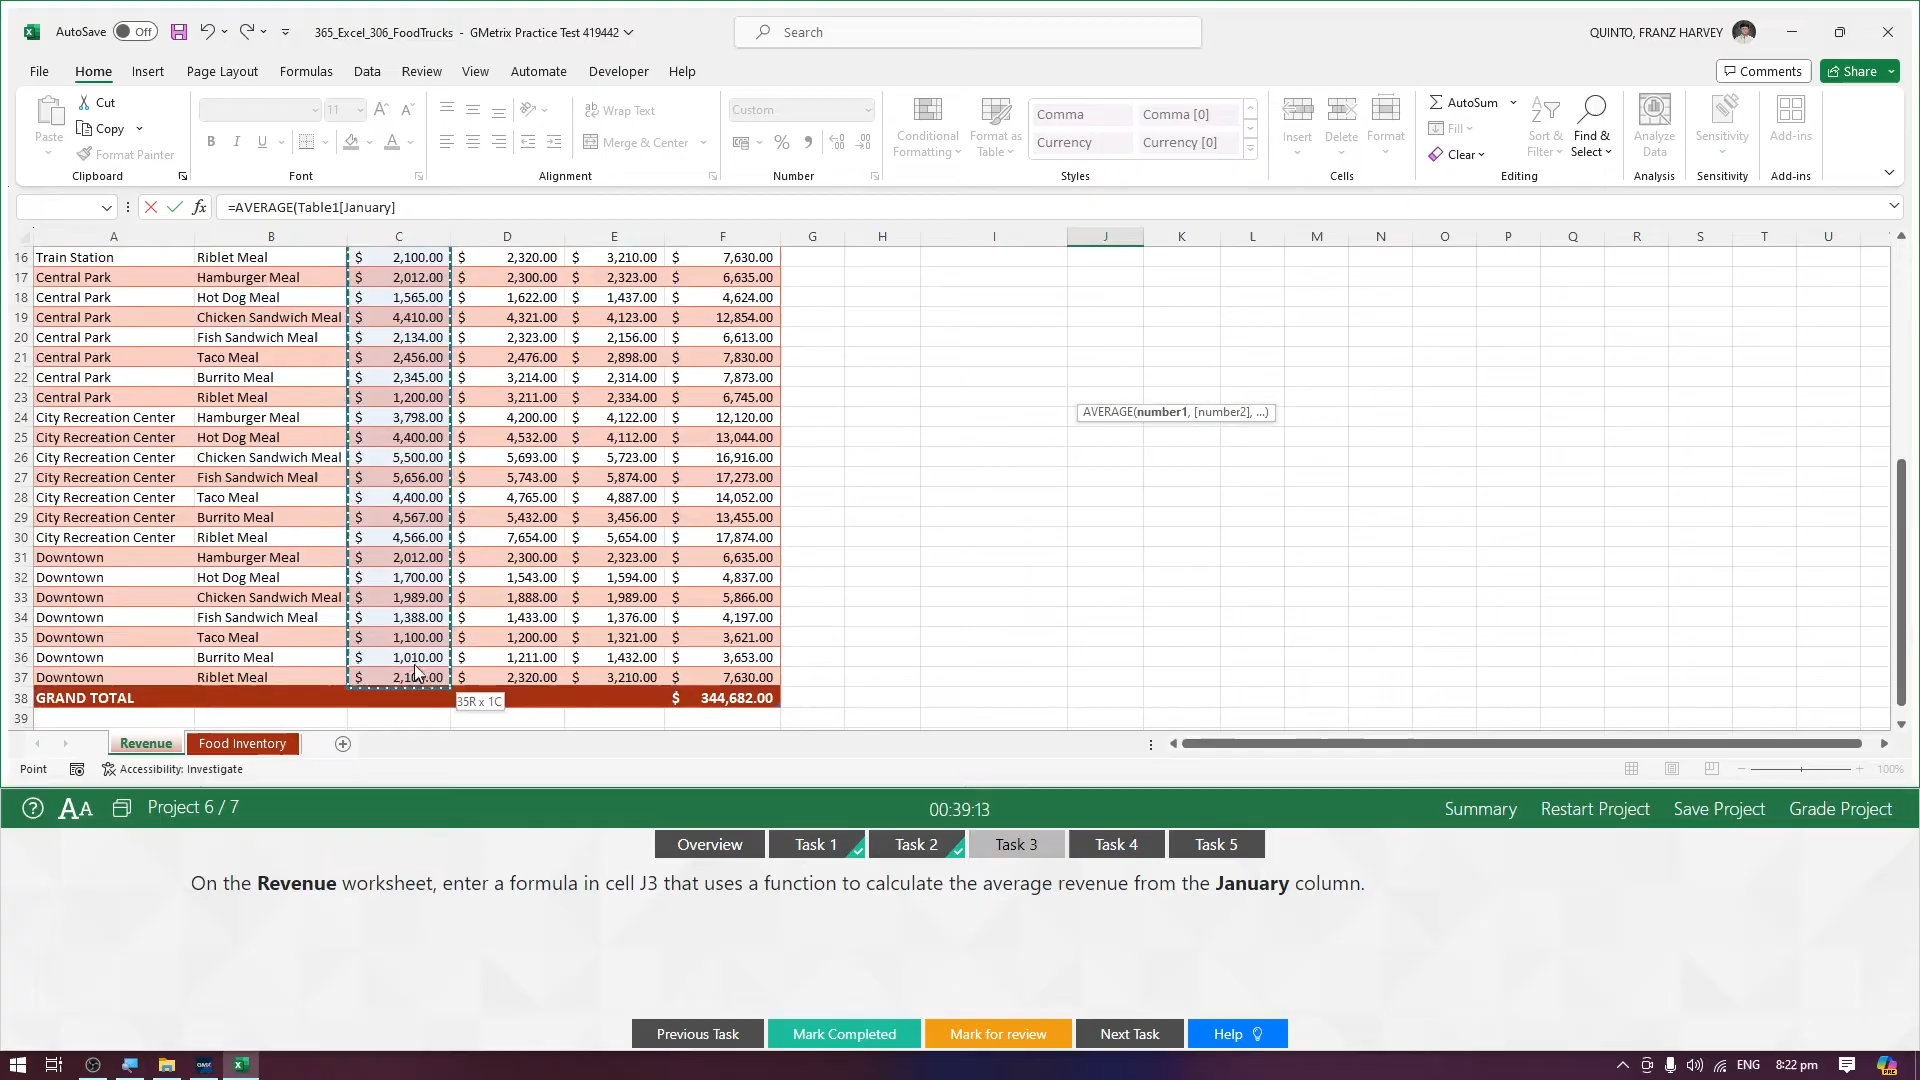 AutoSave Off 365_Excel_306_FoodTrucks - GMetrix Practice Test 419442 Search QUINTO, FRANZ HARVEY
File Home Insert Page Layout Formulas Data Review View Automate Developer Help Comments Share
Paste Cut Copy Format Painter Clipboard
11 B I U Font
Wrap Text Merge & Center Alignment
Custom % Number
Conditional Formatting Format as Table Comma Comma [0] Currency Currency [0] Styles
Insert Delete Format Cells
AutoSum Fill Clear Sort & Filter Find & Select Editing
Analyze Data Analysis Sensitivity Sensitivity Add-ins Add-ins
fx =AVERAGE(Table1[January]
A B C D E F G H I J K L M N O P Q R S T U
16 Train Station Riblet Meal $ 2,100.00 $ 2,320.00 $ 3,210.00 $ 7,630.00
17 Central Park Hamburger Meal $ 2,012.00 $ 2,300.00 $ 2,323.00 $ 6,635.00
18 Central Park Hot Dog Meal $ 1,565.00 $ 1,622.00 $ 1,437.00 $ 4,624.00
19 Central Park Chicken Sandwich Meal $ 4,410.00 $ 4,321.00 $ 4,123.00 $ 12,854.00
20 Central Park Fish Sandwich Meal $ 2,134.00 $ 2,323.00 $ 2,156.00 $ 6,613.00
21 Central Park Taco Meal $ 2,456.00 $ 2,476.00 $ 2,898.00 $ 7,830.00
22 Central Park Burrito Meal $ 2,345.00 $ 3,214.00 $ 2,314.00 $ 7,873.00
23 Central Park Riblet Meal $ 1,200.00 $ 3,211.00 $ 2,334.00 $ 6,745.00
24 City Recreation Center Hamburger Meal $ 3,798.00 $ 4,200.00 $ 4,122.00 $ 12,120.00
AVERAGE(number1, [number2], ...)
25 City Recreation Center Hot Dog Meal $ 4,400.00 $ 4,532.00 $ 4,112.00 $ 13,044.00
26 City Recreation Center Chicken Sandwich Meal $ 5,500.00 $ 5,693.00 $ 5,723.00 $ 16,916.00
27 City Recreation Center Fish Sandwich Meal $ 5,656.00 $ 5,743.00 $ 5,874.00 $ 17,273.00
28 City Recreation Center Taco Meal $ 4,400.00 $ 4,765.00 $ 4,887.00 $ 14,052.00
29 City Recreation Center Burrito Meal $ 4,567.00 $ 5,432.00 $ 3,456.00 $ 13,455.00
30 City Recreation Center Riblet Meal $ 4,566.00 $ 7,654.00 $ 5,654.00 $ 17,874.00
31 Downtown Hamburger Meal $ 2,012.00 $ 2,300.00 $ 2,323.00 $ 6,635.00
32 Downtown Hot Dog Meal $ 1,700.00 $ 1,543.00 $ 1,594.00 $ 4,837.00
33 Downtown Chicken Sandwich Meal $ 1,989.00 $ 1,888.00 $ 1,989.00 $ 5,866.00
34 Downtown Fish Sandwich Meal $ 1,388.00 $ 1,433.00 $ 1,376.00 $ 4,197.00
35 Downtown Taco Meal $ 1,100.00 $ 1,200.00 $ 1,321.00 $ 3,621.00
36 Downtown Burrito Meal $ 1,010.00 $ 1,211.00 $ 1,432.00 $ 3,653.00
37 Downtown Riblet Meal $ $ 2,320.00 $ 3,210.00 $ 7,630.00
38 GRAND TOTAL $ 344,682.00
35R x 1C
39
Revenue Food Inventory
Point Accessibility: Investigate 100%
Project 6 / 7 00:39:13 Summary Restart Project Save Project Grade Project
Overview Task 1 Task 2 Task 3 Task 4 Task 5
On the Revenue worksheet, enter a formula in cell J3 that uses a function to calculate the average revenue from the January column.
Previous Task Mark Completed Mark for review Next Task Help
ENG 8:22 pm